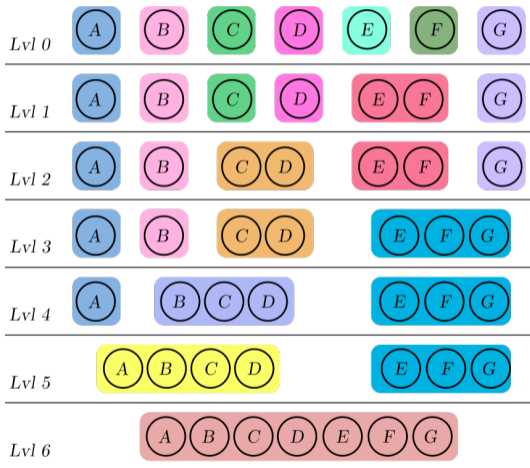 Lvl 0 A B C D E F G
Lvl 1 A B C D E F G
Lvl 2 A B C D E F G
Lvl 3 A B C D E F G
Lvl 4 A B C D E F G
Lvl 5 A B C D E F G
Lvl 6 A B C D E F G